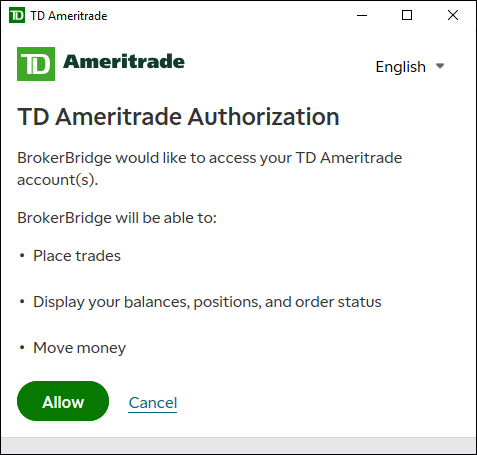 TD Ameritrade
TD Ameritrade
English
TD Ameritrade Authorization
BrokerBridge would like to access your TD Ameritrade
account(s).
BrokerBridge will be able to:
• Place trades
• Display your balances, positions, and order status
• Move money
Allow Cancel